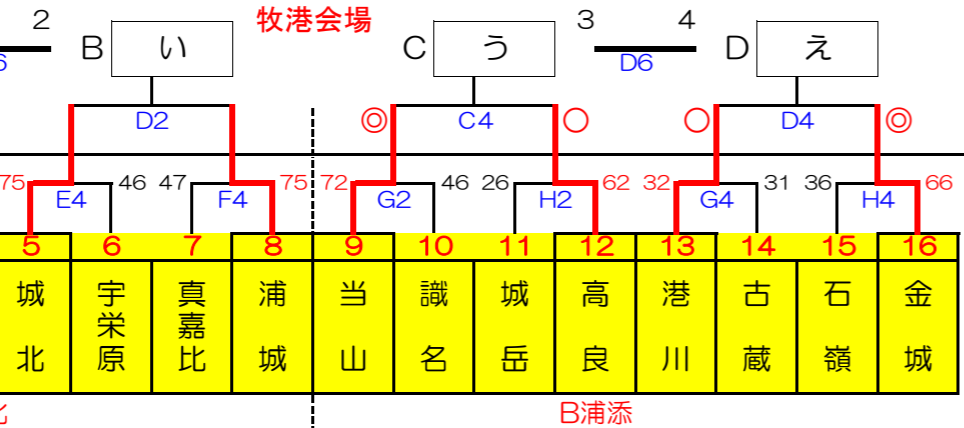 牧港会場
2 B い C う 3 4 D え
D6
D2 ◎ C4 ○ ○ D4 ◎
75 46 47 75 72 46 26 62 32 31 36 66
E4 F4 G2 H2 G4 H4
5 6 7 8 9 10 11 12 13 14 15 16
城北 宇栄原 真嘉比 浦城 当山 識名 城岳 高良 港川 古蔵 石嶺 金城
B浦添